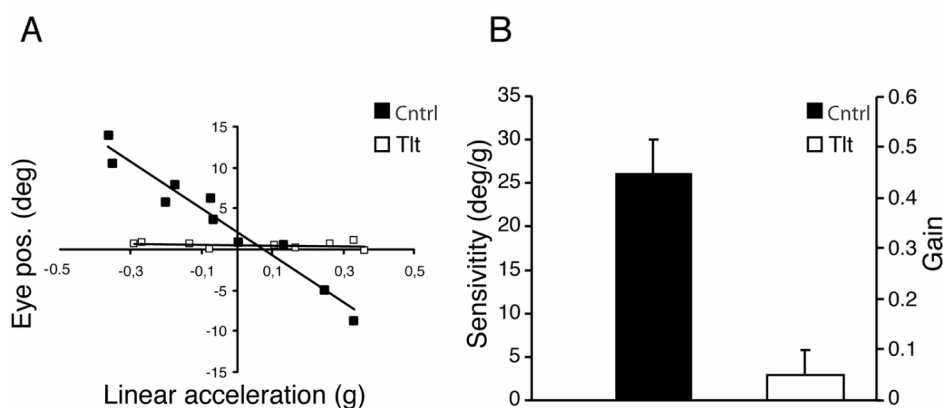 A
Cntrl
Tlt
Eye pos. (deg)
15
10
5
-5
-10
-15
-0.5
-0,3
-0,1
0,1
0,3
0,5
Linear acceleration (g)
B
Cntrl
Tlt
Sensivitity (deg/g)
35
30
25
20
15
10
5
0
0.6
0.5
0.4
0.3
0.2
0.1
0
Gain